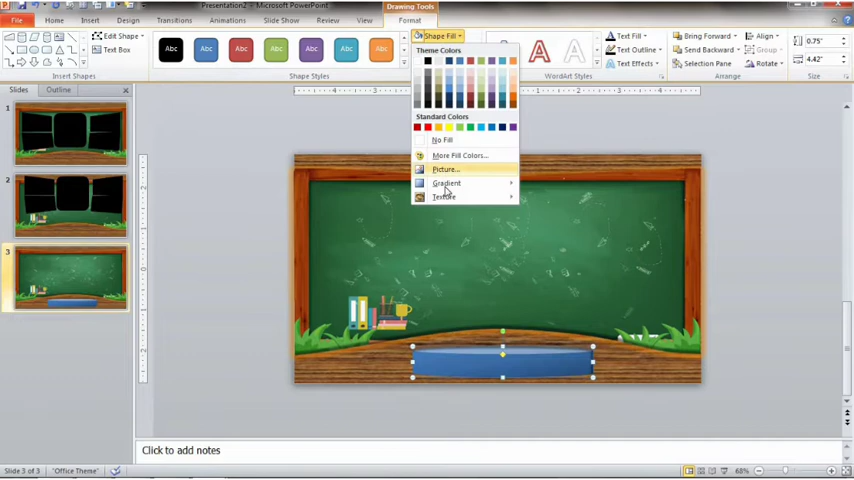 Presentation2 - Microsoft PowerPoint
Drawing Tools
File
Home
Insert
Design
Transitions
Animations
Slide Show
Review
View
Format
Edit Shape
Text Box
Insert Shapes
Abc Abc Abc Abc Abc Abc
Shape Styles
Shape Fill
Theme Colors
Standard Colors
No Fill
More Fill Colors...
Picture...
Gradient
Texture
A A
Text Fill
Text Outline
Text Effects
WordArt Styles
Bring Forward
Send Backward
Selection Pane
Align
Group
Rotate
Arrange
0.75"
4.42"
Size
Slides
Outline
1
2
3
Click to add notes
Slide 3 of 3
"Office Theme"
68%